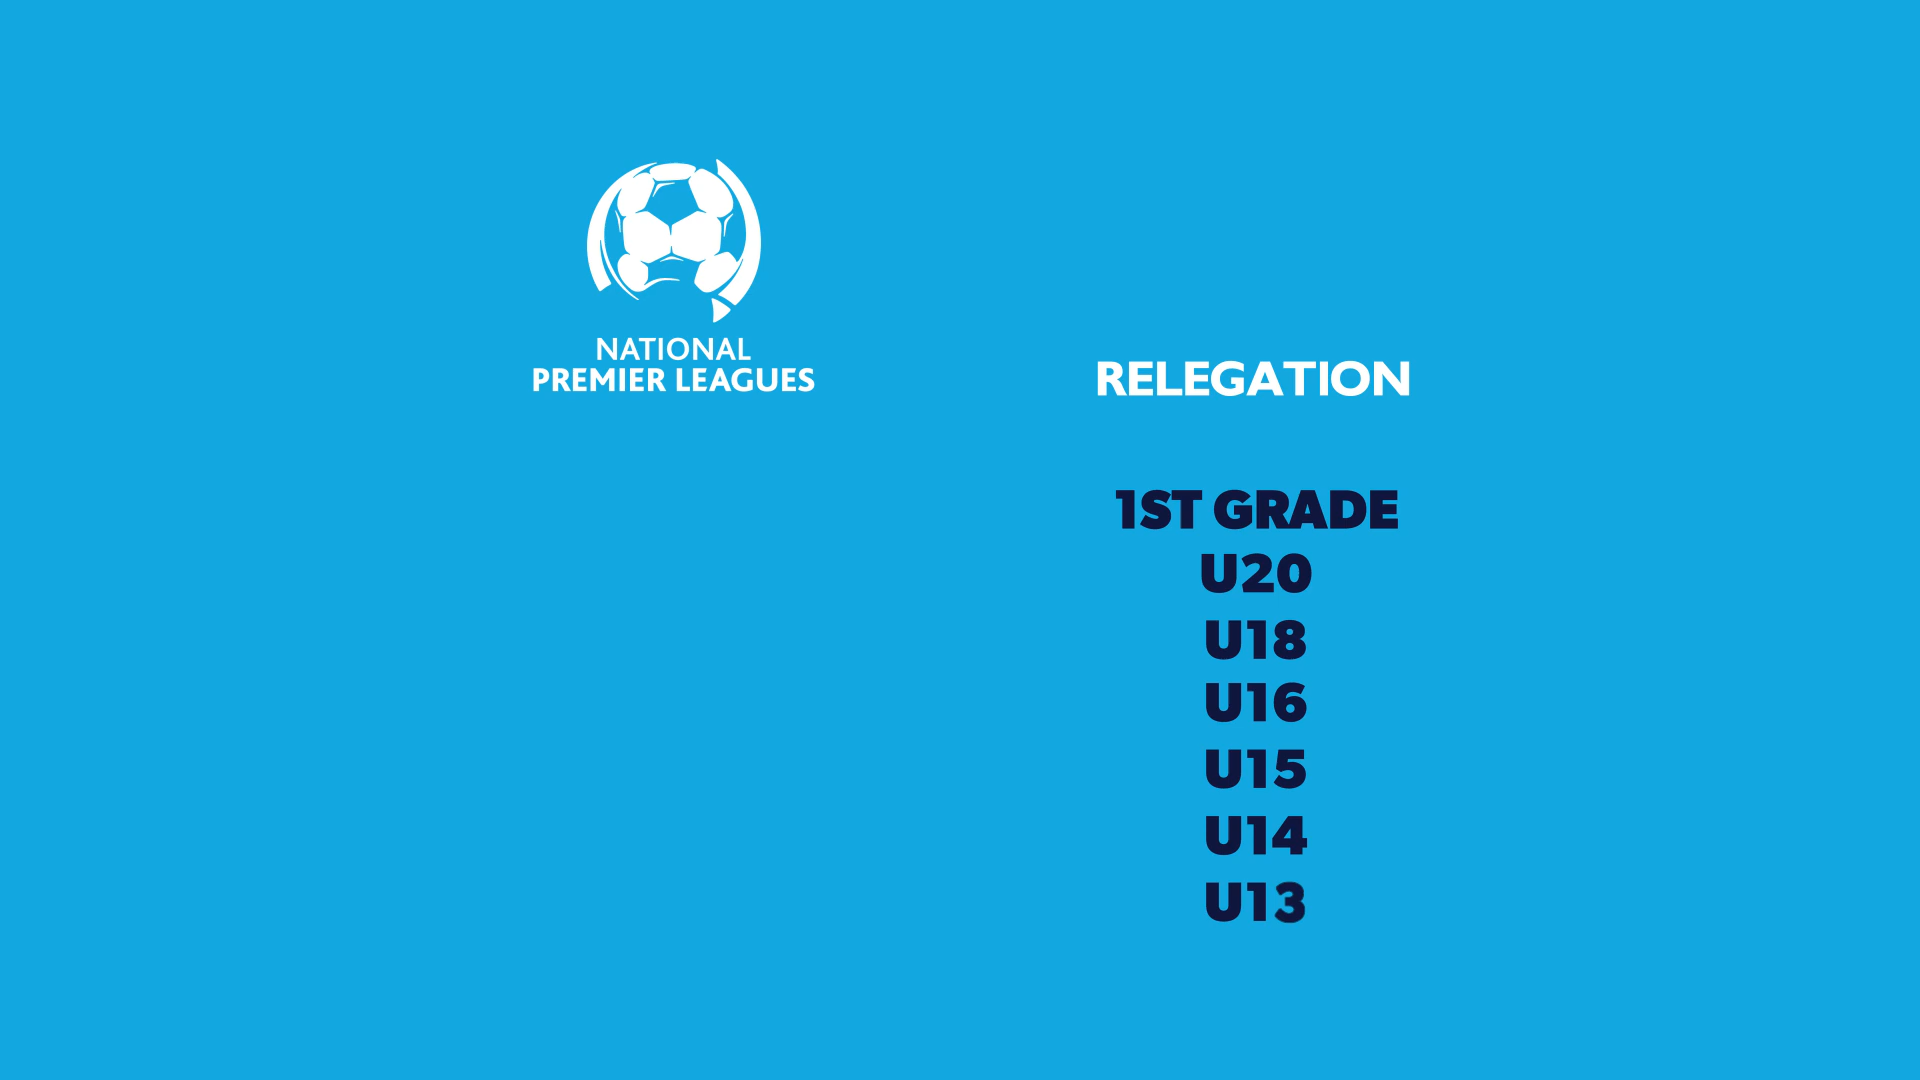 NATIONAL
PREMIER LEAGUES
RELEGATION
1ST GRADE
U20
U18
U16
U15
U14
U13